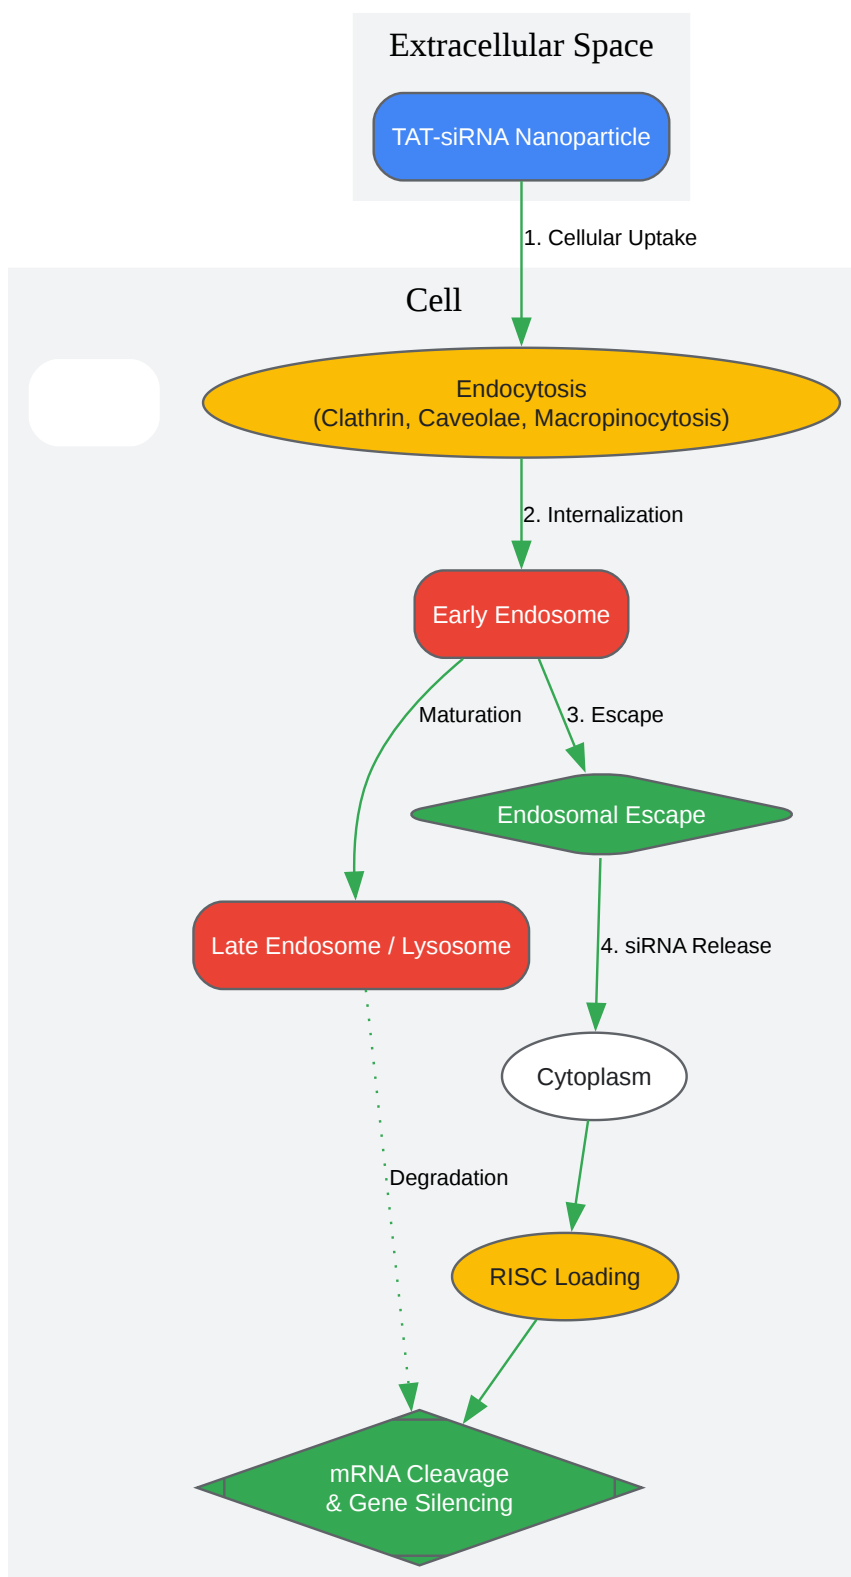 Extracellular Space
TAT-siRNA Nanoparticle
1. Cellular Uptake
Cell
Endocytosis
(Clathrin, Caveolae, Macropinocytosis)
2. Internalization
Early Endosome
Maturation
3. Escape
Endosomal Escape
Late Endosome / Lysosome
4. siRNA Release
Cytoplasm
Degradation
RISC Loading
mRNA Cleavage
& Gene Silencing